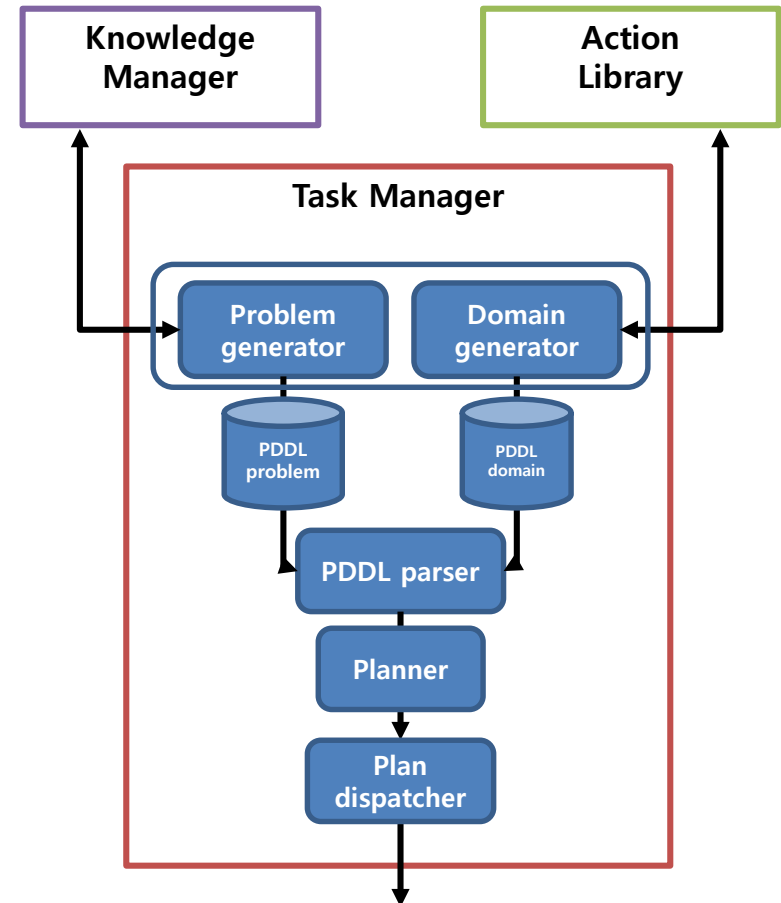 Knowledge
Manager
Action
Library
Task Manager
Problem
generator
Domain
generator
PDDL
problem
PDDL
domain
PDDL parser
Planner
Plan
dispatcher